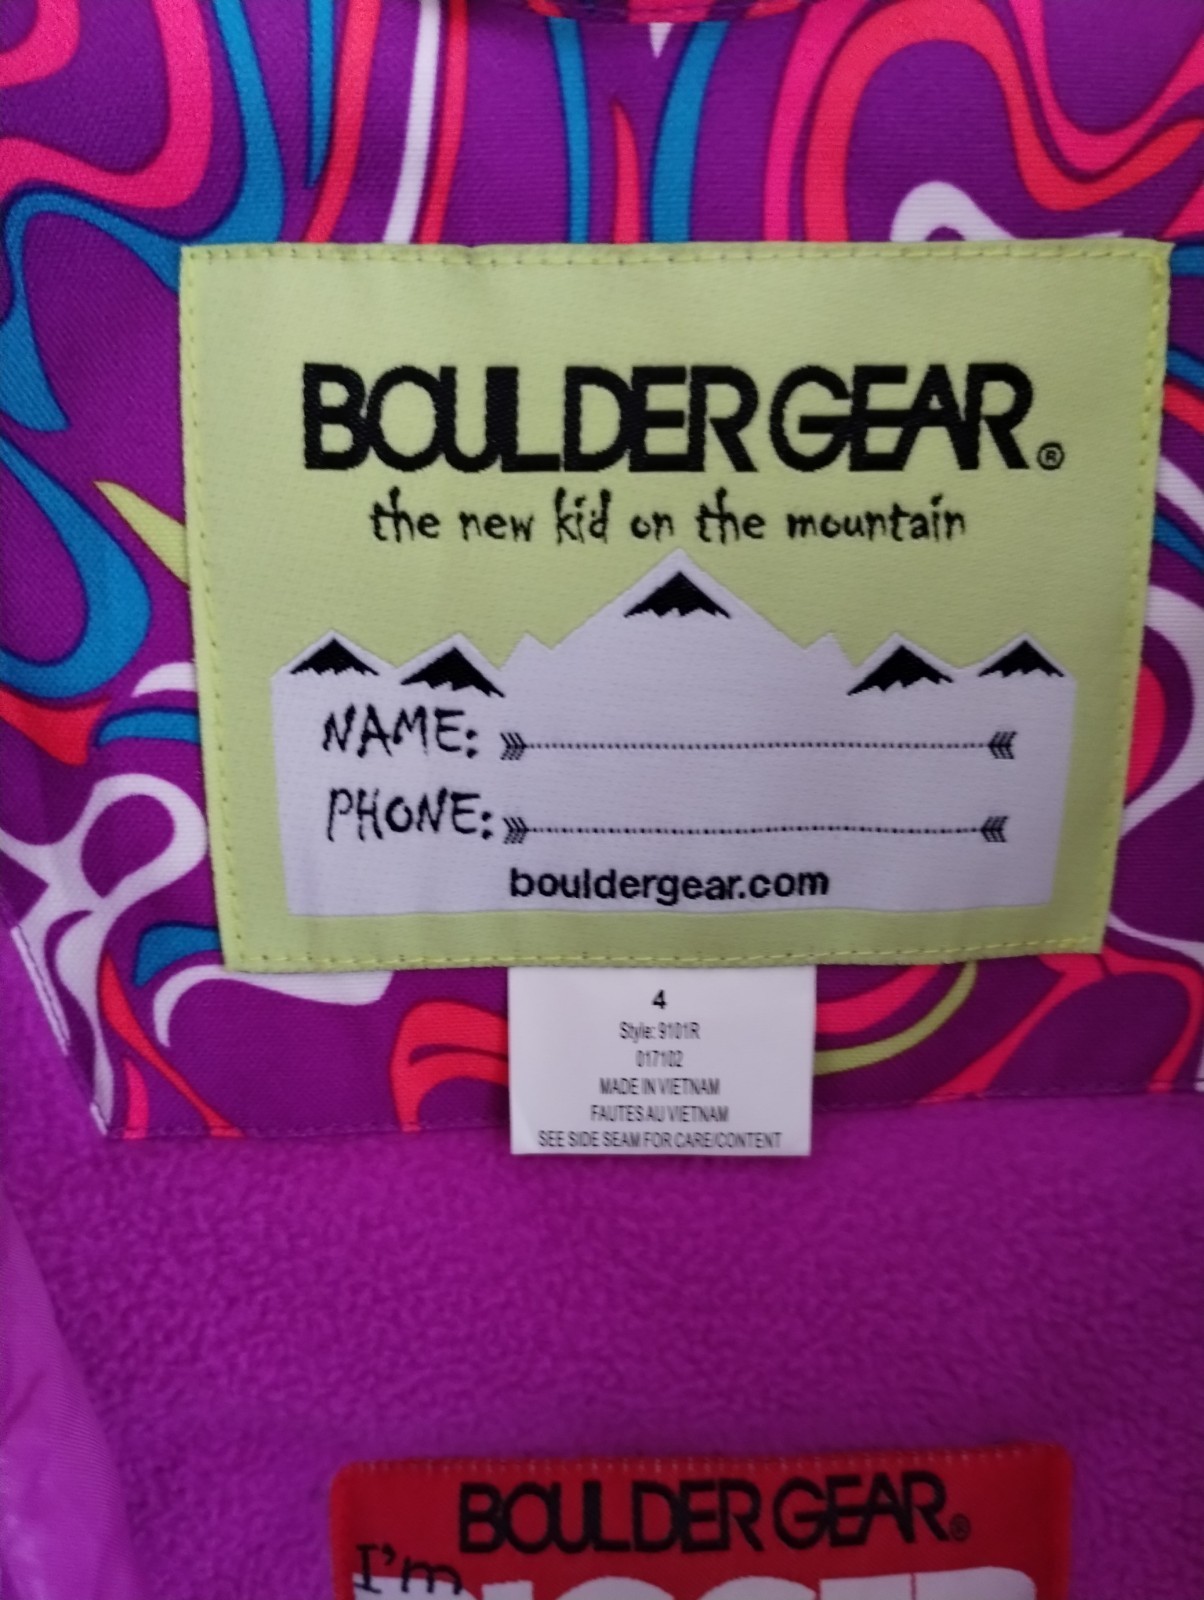 BOULDER GEAR®
the new kid on the mountain
NAME:
PHONE:
bouldergear.com
4
Style: 9101R
017102
MADE IN VIETNAM
FAUTES AU VIETNAM
SEE SIDE SEAM FOR CARE/CONTENT
BOULDER GEAR®
I'm